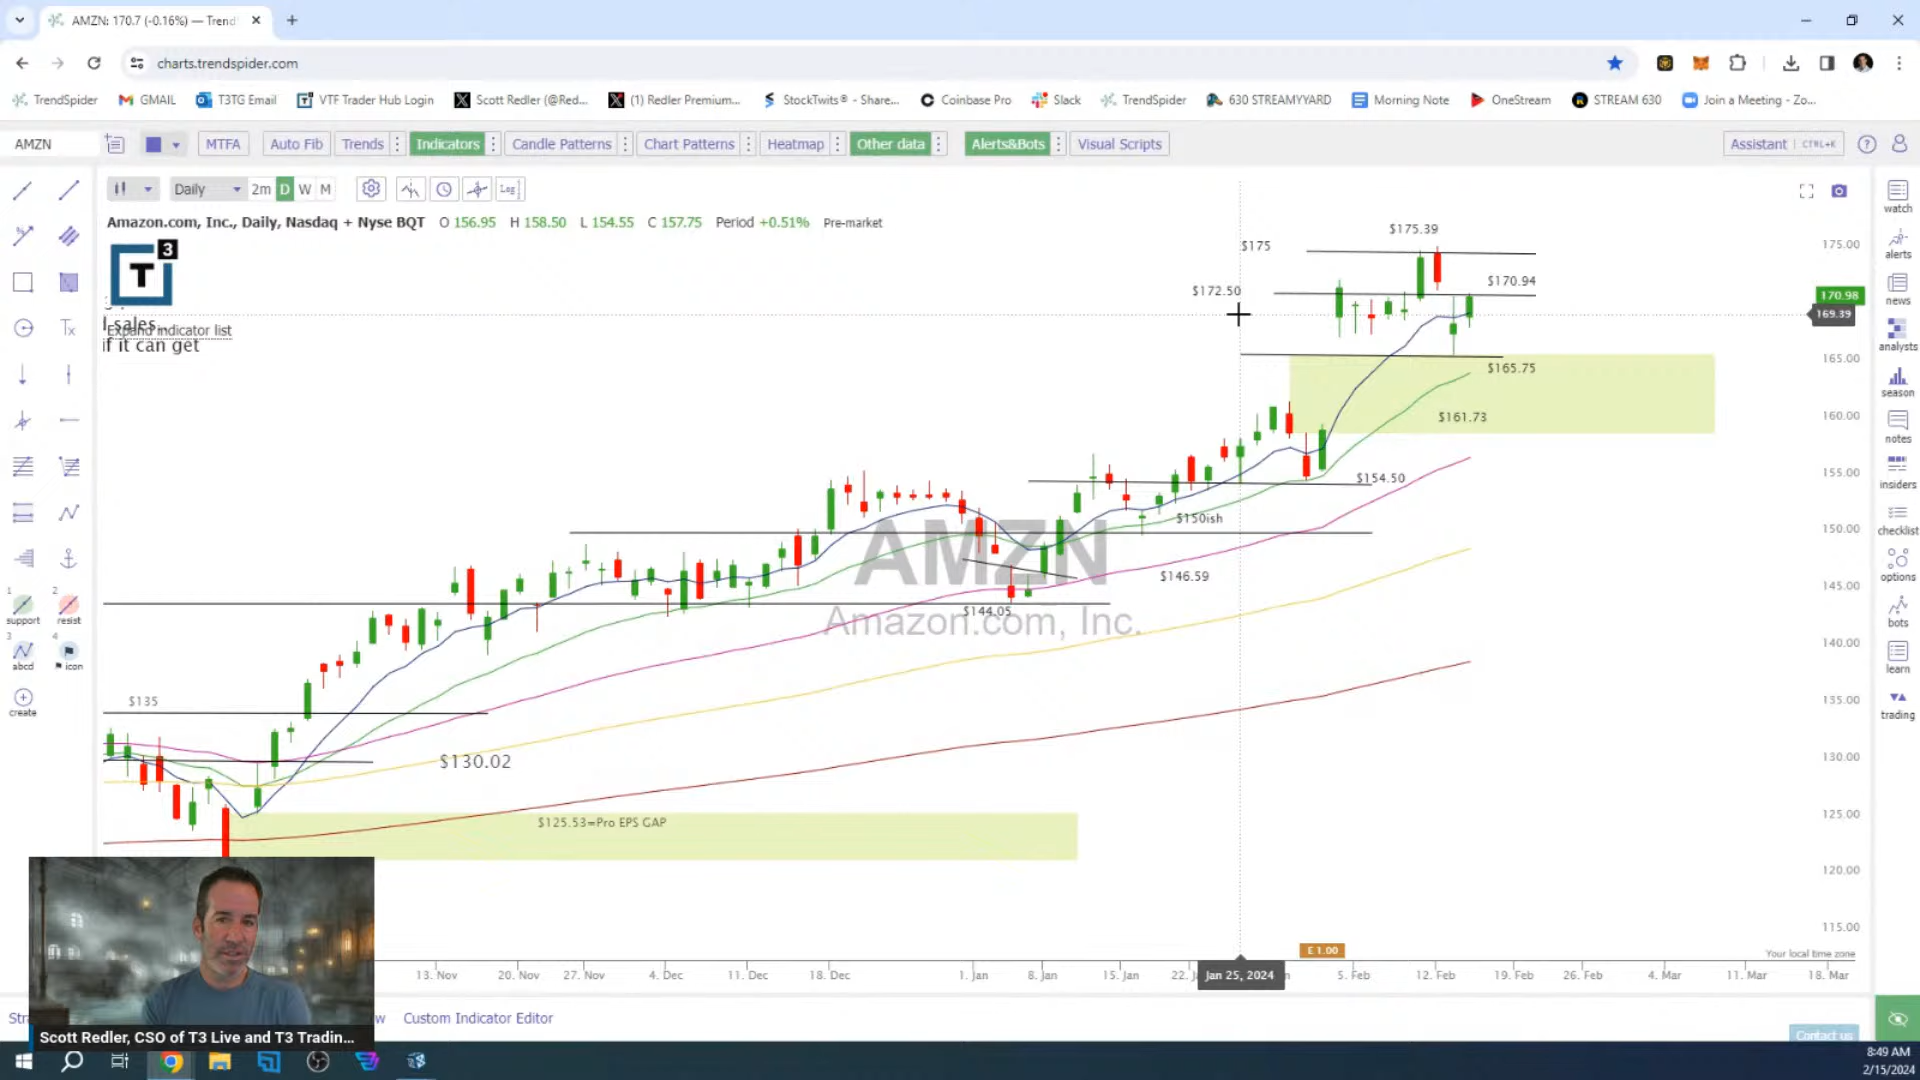 AMZN: 170.7 (-0.16%) — Trend
charts.trendspider.com
TrendSpider
GMAIL
T3TG Email
VTF Trader Hub Login
Scott Redler (@Red...
(1) Redler Premium...
StockTwits® - Share...
Coinbase Pro
Slack
TrendSpider
630 STREAMYYARD
Morning Note
OneStream
STREAM 630
Join a Meeting - Zo...
AMZN
MTFA
Auto Fib
Trends
Indicators
Candle Patterns
Chart Patterns
Heatmap
Other data
Alerts&Bots
Visual Scripts
Assistant
CTRL+K
Daily
2m
D
W
M
Log
Amazon.com, Inc., Daily, Nasdaq + Nyse BQT O 156.95 H 158.50 L 154.55 C 157.75 Period +0.51% Pre-market
T 3
l sales...
Expand indicator list
if it can get
$175.39
$175
$170.94
$172.50
$165.75
$161.73
$154.50
$150ish
$146.59
$144.05
$135
$130.02
$125.53=Pro EPS GAP
AMZN
Amazon.com, Inc.
175.00
170.98
169.39
165.00
160.00
155.00
150.00
145.00
140.00
135.00
130.00
125.00
120.00
115.00
E 1.00
Your local time zone
13. Nov
20. Nov
27. Nov
4. Dec
11. Dec
18. Dec
1. Jan
8. Jan
15. Jan
22. J
Jan 25, 2024
5. Feb
12. Feb
19. Feb
26. Feb
4. Mar
11. Mar
18. Mar
1
support
2
resist
3
abcd
4
icon
create
watch
alerts
news
analysts
season
notes
insiders
checklist
options
bots
learn
trading
Custom Indicator Editor
Contact us
Scott Redler, CSO of T3 Live and T3 Tradin...
8:49 AM
2/15/2024